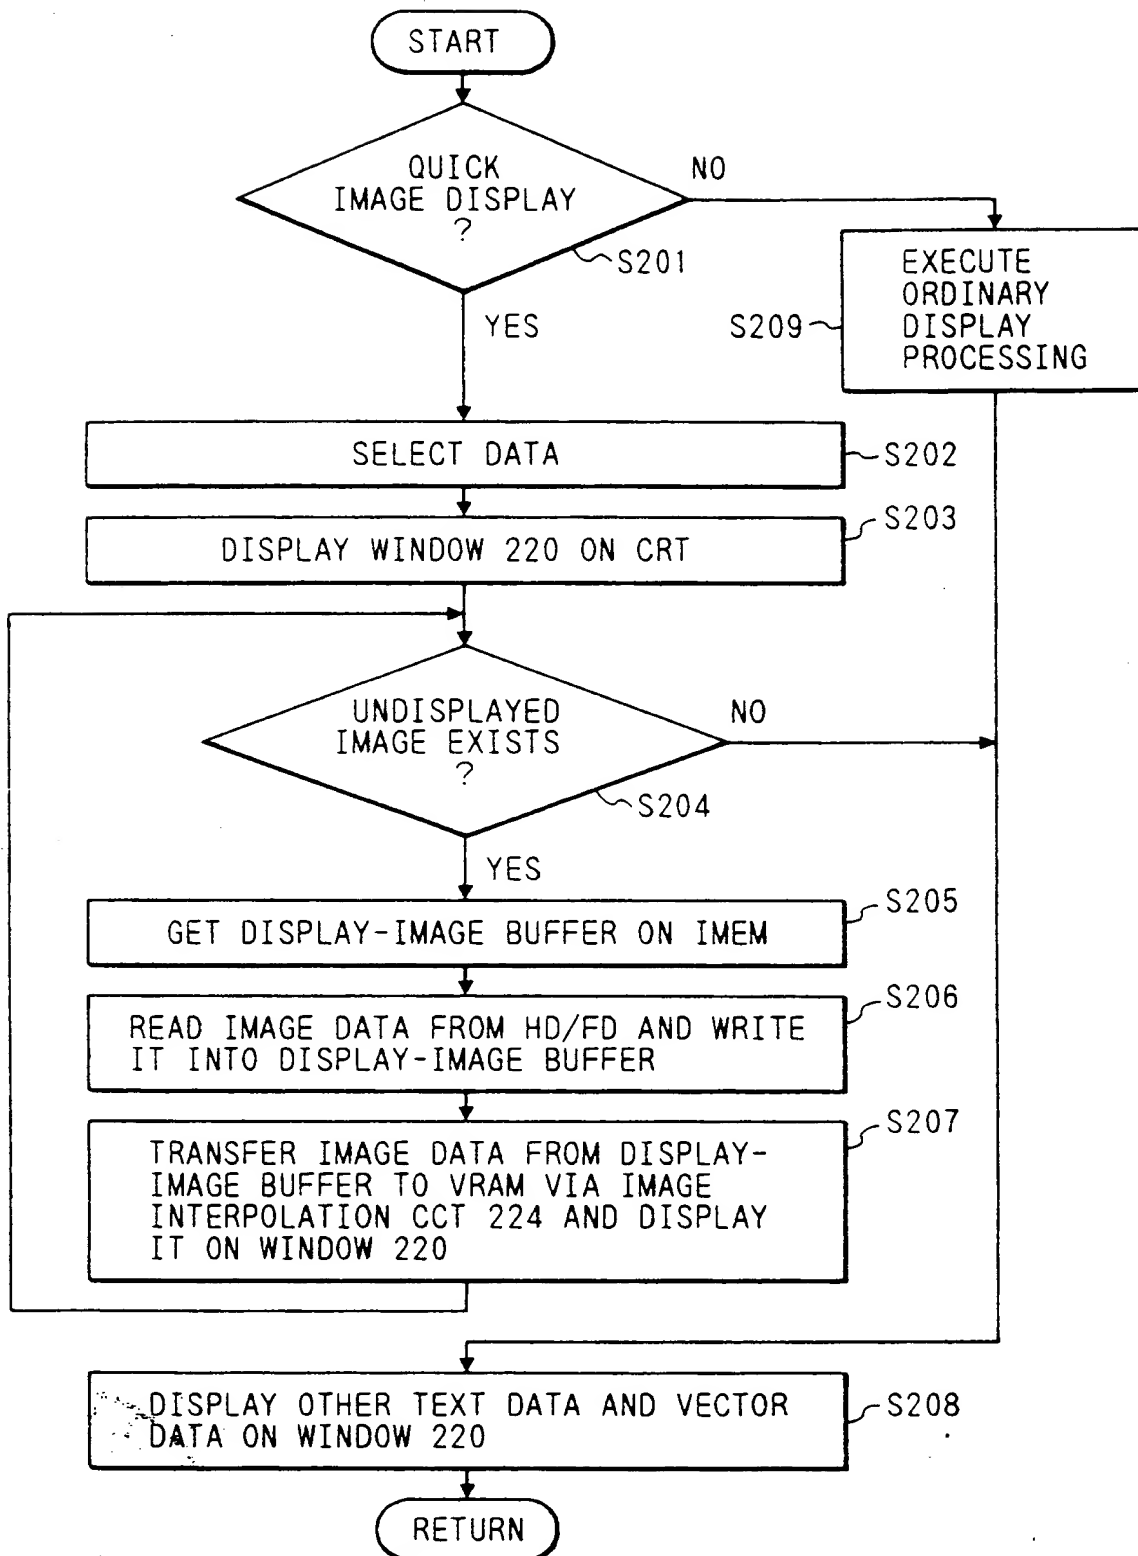 START
QUICK
IMAGE DISPLAY
?
NO
S201
YES
EXECUTE
ORDINARY
DISPLAY
PROCESSING
S209
SELECT DATA
S202
DISPLAY WINDOW 220 ON CRT
S203
UNDISPLAYED
IMAGE EXISTS
?
NO
S204
YES
GET DISPLAY-IMAGE BUFFER ON IMEM
S205
READ IMAGE DATA FROM HD/FD AND WRITE
IT INTO DISPLAY-IMAGE BUFFER
S206
TRANSFER IMAGE DATA FROM DISPLAY-
IMAGE BUFFER TO VRAM VIA IMAGE
INTERPOLATION CCT 224 AND DISPLAY
IT ON WINDOW 220
S207
DISPLAY OTHER TEXT DATA AND VECTOR
DATA ON WINDOW 220
S208
RETURN